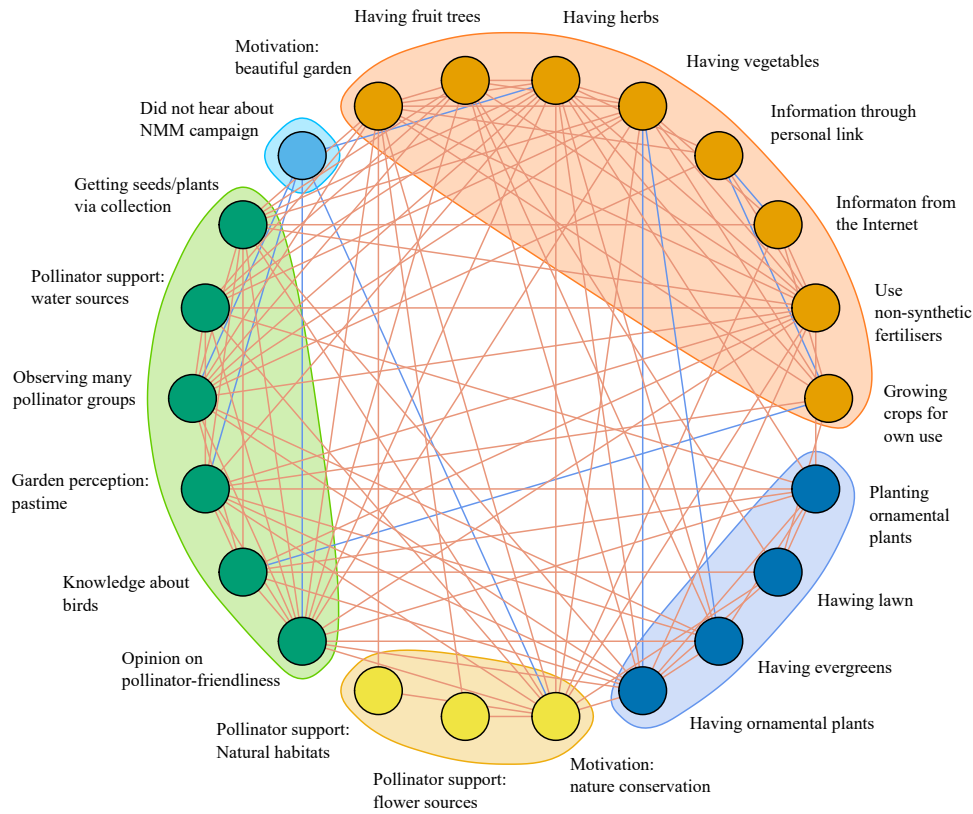 Having fruit trees
Having herbs
Motivation:
beautiful garden
Having vegetables
Did not hear about
NMM campaign
Information through
personal link
Getting seeds/plants
via collection
Informaton from
the Internet
Pollinator support:
water sources
Use
non-synthetic
fertilisers
Observing many
pollinator groups
Growing
crops for
own use
Garden perception:
pastime
Planting
ornamental
plants
Knowledge about
birds
Hawing lawn
Opinion on
pollinator-friendliness
Having evergreens
Pollinator support:
Natural habitats
Having ornamental plants
Pollinator support:
flower sources
Motivation:
nature conservation